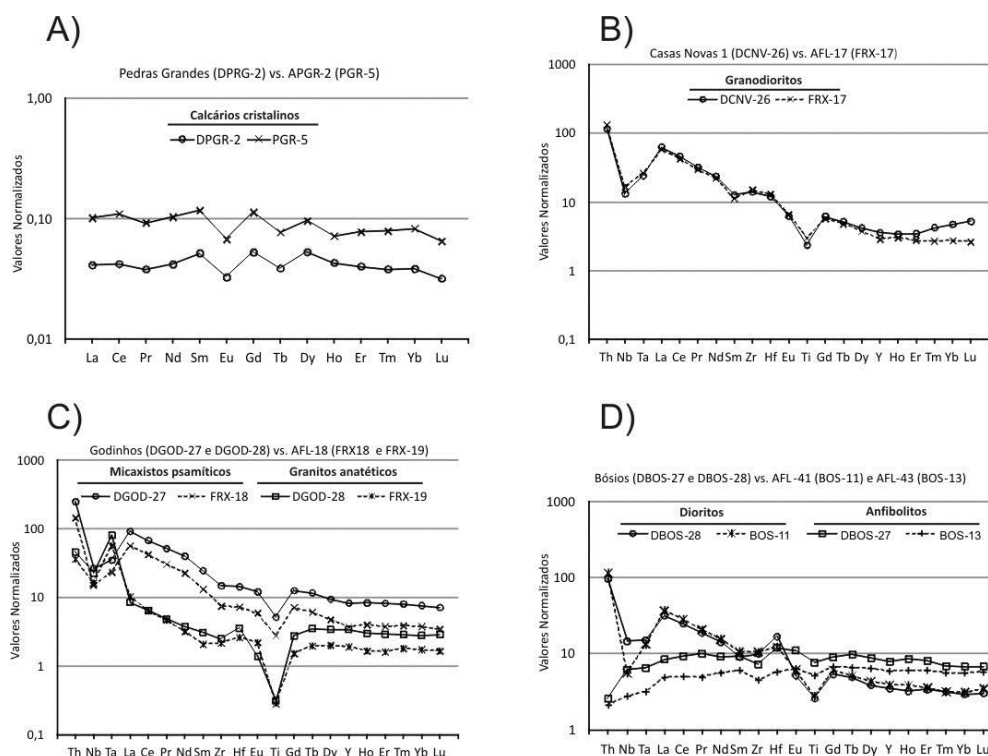 A)
Pedras Grandes (DPRG-2) vs. APGR-2 (PGR-5)
1,00
Calcários cristalinos
DPGR-2 PGR-5
Valores Normalizados
0,10
0,01
La Ce Pr Nd Sm Eu Gd Tb Dy Ho Er Tm Yb Lu
B)
Casas Novas 1 (DCNV-26) vs. AFL-17 (FRX-17)
1000
Granodioritos
DCNV-26 FRX-17
100
Valores Normalizados
10
1
0,1
Th Nb Ta La Ce Pr Nd Sm Zr Hf Eu Ti Gd Tb Dy Y Ho Er Tm Yb Lu
C)
Godinhos (DGOD-27 e DGOD-28) vs. AFL-18 (FRX18 e FRX-19)
1000
Micaxistos psamíticos Granitos anatéticos
DGOD-27 FRX-18 DGOD-28 FRX-19
100
Valores Normalizados
10
1
0,1
Th Nb Ta La Ce Pr Nd Sm Zr Hf Eu Ti Gd Tb Dy Y Ho Er Tm Yb Lu
D)
Bósios (DBOS-27 e DBOS-28) vs. AFL-41 (BOS-11) e AFL-43 (BOS-13)
1000
Dioritos Anfibolitos
DBOS-28 BOS-11 DBOS-27 BOS-13
100
Valores Normalizados
10
1
Th Nb Ta La Ce Pr Nd Sm Zr Hf Eu Ti Gd Tb Dy Y Ho Er Tm Yb Lu